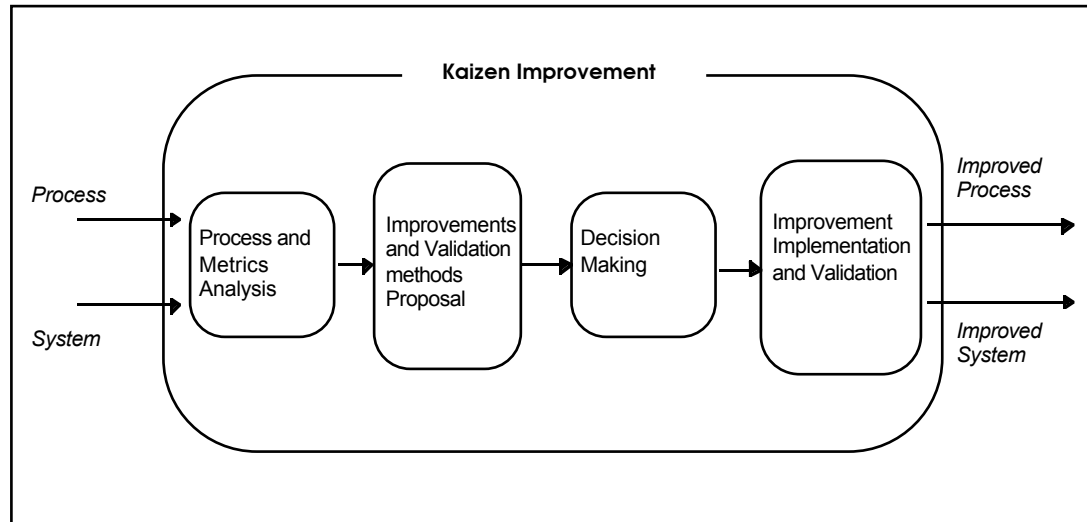 Kaizen Improvement
Process
System
Process and
Metrics
Analysis
Improvements
and Validation
methods
Proposal
Decision
Making
Improvement
Implementation
and Validation
Improved
Process
Improved
System